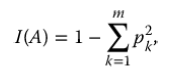 I(A) = 1 − ∑_{k=1}^{m} p_k^2,